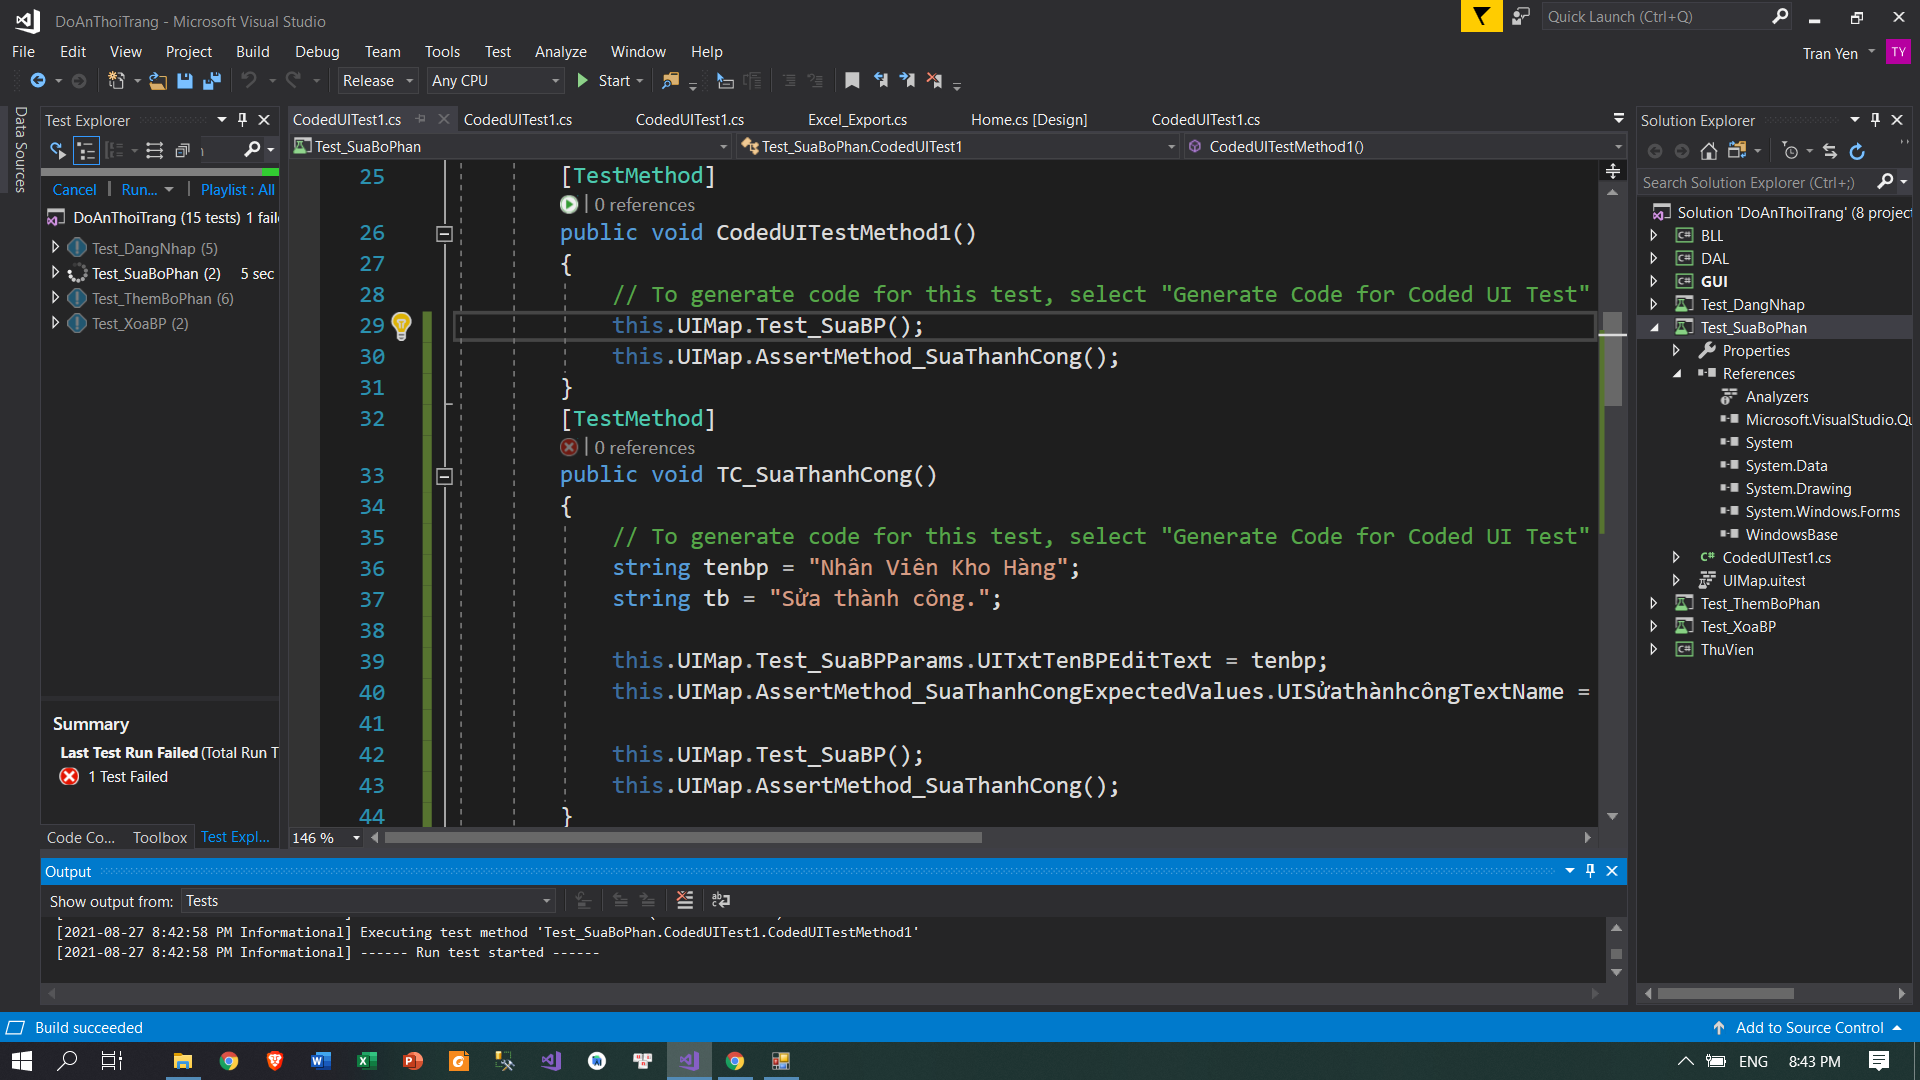 DoAnThoiTrang - Microsoft Visual Studio
Quick Launch (Ctrl+Q)
File Edit View Project Build Debug Team Tools Test Analyze Window Help
Tran Yen TY
Release Any CPU Start
Data Sources
Test Explorer
Cancel Run... Playlist : All
DoAnThoiTrang (15 tests) 1 faile
Test_DangNhap (5)
Test_SuaBoPhan (2) 5 sec
Test_ThemBoPhan (6)
Test_XoaBP (2)
Summary
Last Test Run Failed (Total Run T
1 Test Failed
Code Co... Toolbox Test Expl...
CodedUITest1.cs CodedUITest1.cs CodedUITest1.cs Excel_Export.cs Home.cs [Design] CodedUITest1.cs
Test_SuaBoPhan Test_SuaBoPhan.CodedUITest1 CodedUITestMethod1()
25 [TestMethod]
0 references
26 public void CodedUITestMethod1()
27 {
28 // To generate code for this test, select "Generate Code for Coded UI Test"
29 this.UIMap.Test_SuaBP();
30 this.UIMap.AssertMethod_SuaThanhCong();
31 }
32 [TestMethod]
0 references
33 public void TC_SuaThanhCong()
34 {
35 // To generate code for this test, select "Generate Code for Coded UI Test"
36 string tenbp = "Nhân Viên Kho Hàng";
37 string tb = "Sửa thành công.";
38
39 this.UIMap.Test_SuaBPParams.UITxtTenBPEditText = tenbp;
40 this.UIMap.AssertMethod_SuaThanhCongExpectedValues.UISửathànhcôngTextName =
41
42 this.UIMap.Test_SuaBP();
43 this.UIMap.AssertMethod_SuaThanhCong();
44 }
146 %
Solution Explorer
Search Solution Explorer (Ctrl+;)
Solution 'DoAnThoiTrang' (8 project
BLL
DAL
GUI
Test_DangNhap
Test_SuaBoPhan
Properties
References
Analyzers
Microsoft.VisualStudio.Qu
System
System.Data
System.Drawing
System.Windows.Forms
WindowsBase
CodedUITest1.cs
UIMap.uitest
Test_ThemBoPhan
Test_XoaBP
ThuVien
Output
Show output from: Tests
[2021-08-27 8:42:58 PM Informational] Executing test method 'Test_SuaBoPhan.CodedUITest1.CodedUITestMethod1'
[2021-08-27 8:42:58 PM Informational] ------ Run test started ------
Build succeeded
Add to Source Control
ENG 8:43 PM